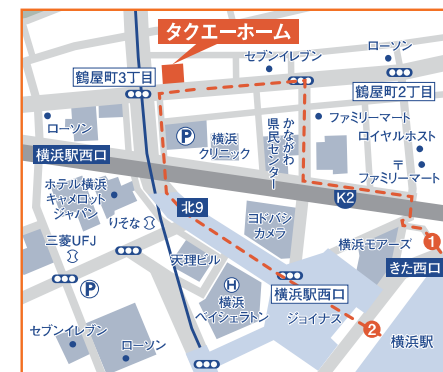 タクエーホーム
セブンイレブン
ローソン
鶴屋町3丁目
鶴屋町2丁目
ローソン
P
横浜
クリニック
かながわ
県民センター
ファミリーマート
ロイヤルホスト
〒
ファミリーマート
横浜駅西口
K2
ホテル横浜
キャメロット
ジャパン
北9
ヨドバシ
カメラ
横浜モアーズ
1
きた西口
りそな
三菱UFJ
天理ビル
P
H
横浜
ベイシェラトン
横浜駅西口
ジョイナス
2
横浜駅
セブンイレブン
ローソン